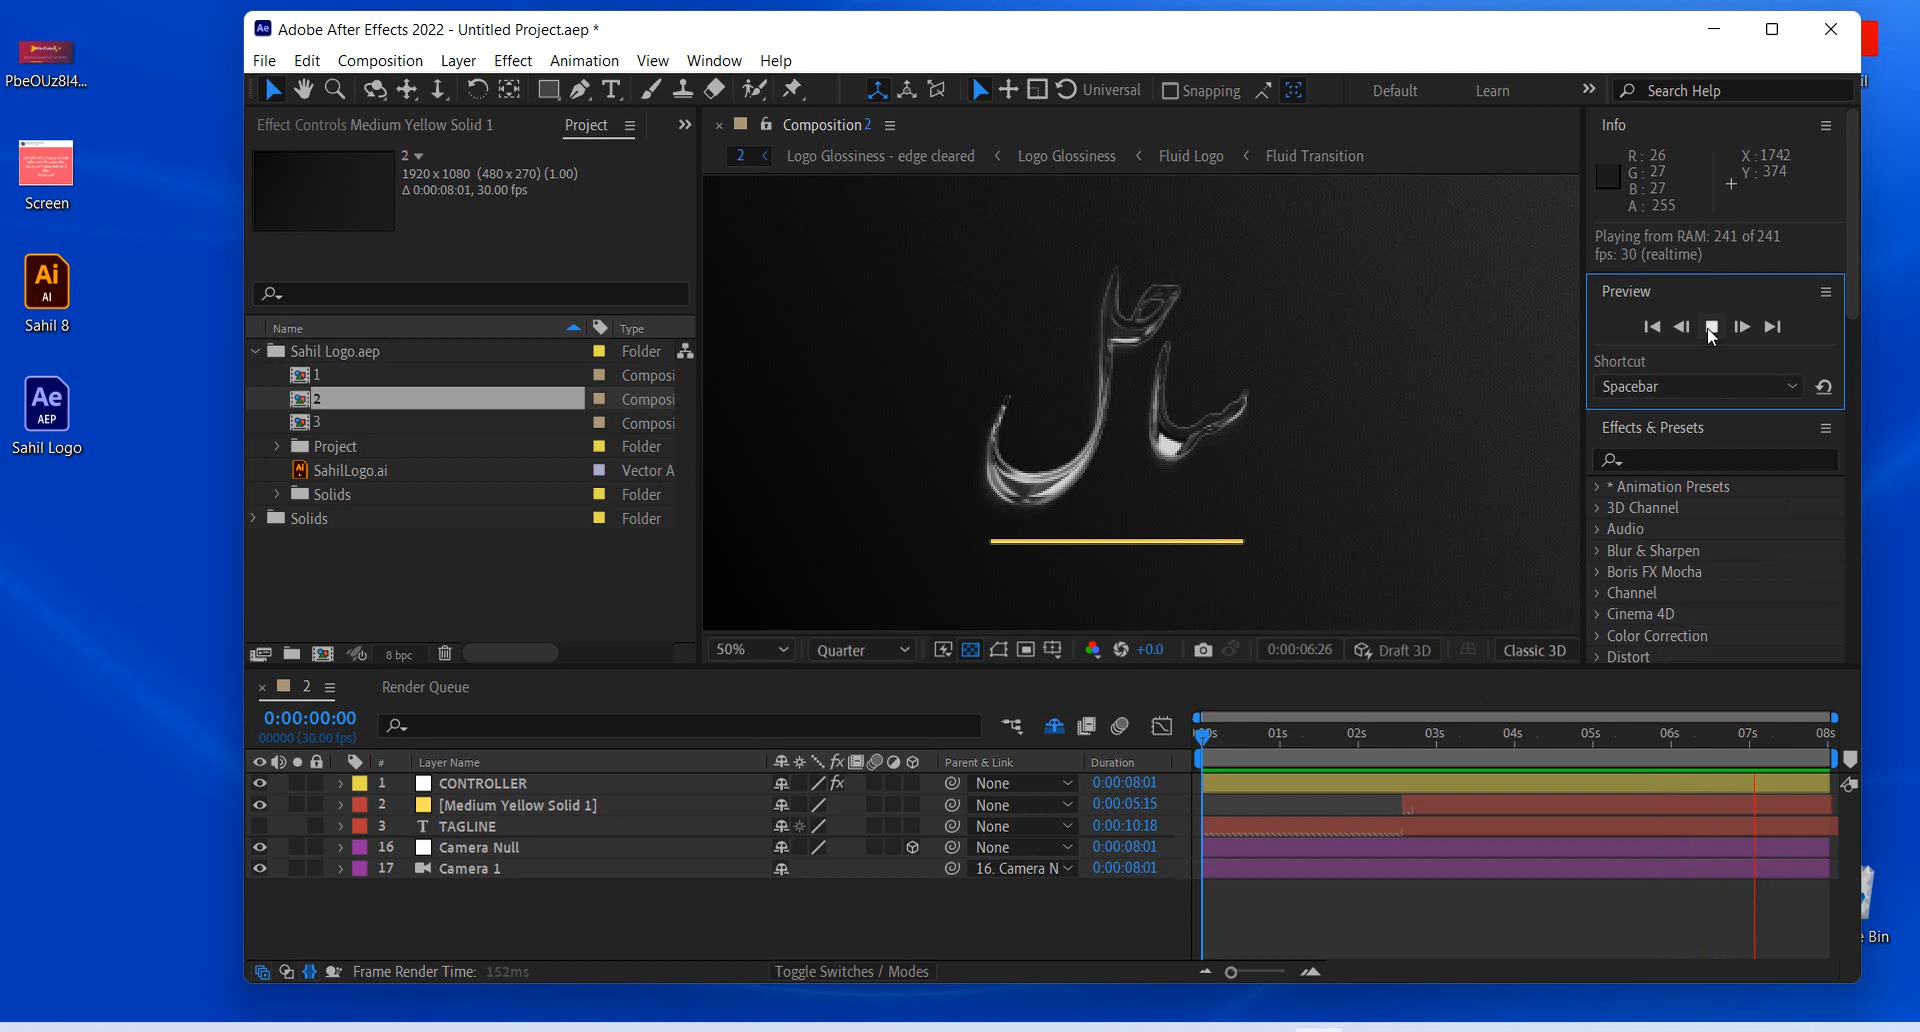 PbeOUz8l4...
Screen
Ai
AI
Sahil 8
Ae
AEP
Sahil Logo
Ae Adobe After Effects 2022 - Untitled Project.aep *
File Edit Composition Layer Effect Animation View Window Help
Universal Snapping Default Learn Search Help
Effect Controls Medium Yellow Solid 1 Project
2
1920 x 1080 (480 x 270) (1.00)
Δ 0:00:08:01, 30.00 fps
Name Type
Sahil Logo.aep Folder
1 Composi
2 Composi
3 Composi
Project Folder
SahilLogo.ai Vector A
Solids Folder
Solids Folder
8 bpc
Composition 2
2 Logo Glossiness - edge cleared Logo Glossiness Fluid Logo Fluid Transition
50% Quarter +0.0 0:00:06:26 Draft 3D Classic 3D
Info
R: 26 X: 1742
G: 27 Y: 374
B: 27
A: 255
Playing from RAM: 241 of 241
fps: 30 (realtime)
Preview
Shortcut
Spacebar
Effects & Presets
* Animation Presets
3D Channel
Audio
Blur & Sharpen
Boris FX Mocha
Channel
Cinema 4D
Color Correction
Distort
2 Render Queue
0:00:00:00
00000 (30.00 fps)
01s 02s 03s 04s 05s 06s 07s 08s
# Layer Name fx Parent & Link Duration
1 CONTROLLER fx None 0:00:08:01
2 [Medium Yellow Solid 1] None 0:00:05:15
3 T TAGLINE None 0:00:10:18
16 Camera Null None 0:00:08:01
17 Camera 1 16. Camera N 0:00:08:01
Frame Render Time: 152ms Toggle Switches / Modes
e Bin